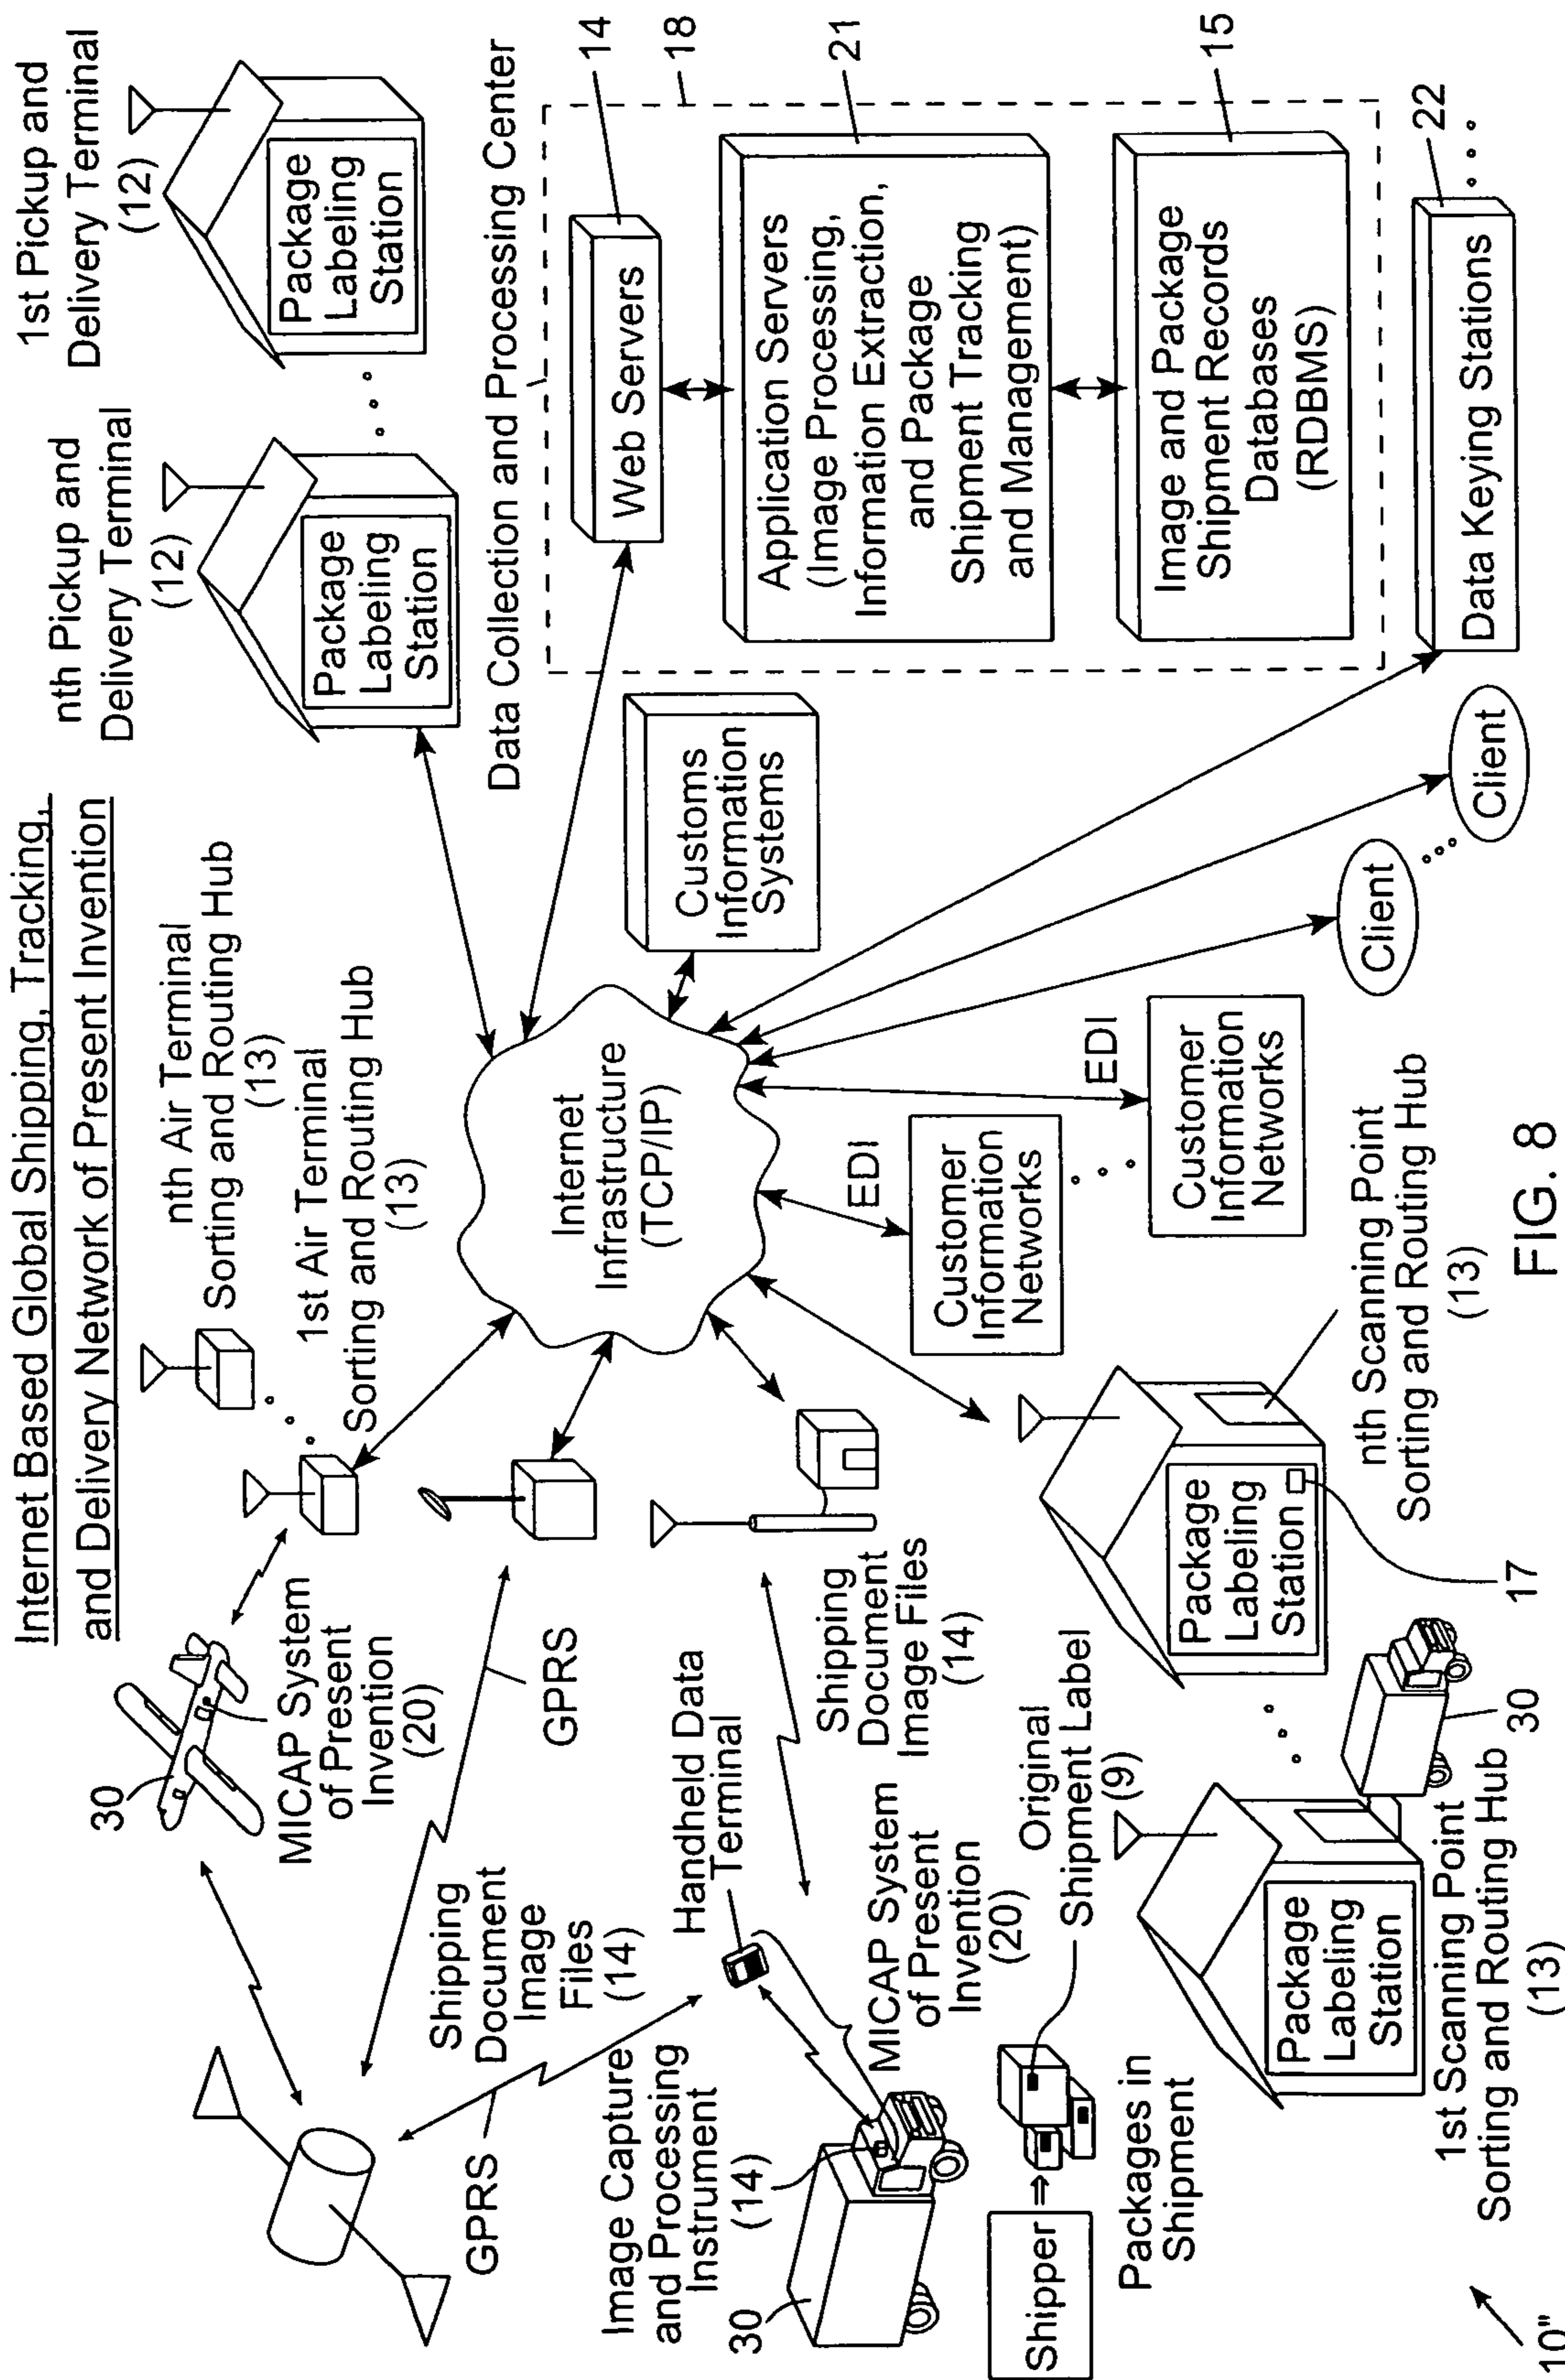 Internet Based Global Shipping, Tracking,
and Delivery Network of Present Invention
30
MICAP System
of Present
Invention
(20)
nth Air Terminal
Sorting and Routing Hub
(13)
1st Air Terminal
Sorting and Routing Hub
(13)
nth Pickup and
Delivery Terminal
(12)
Package
Labeling
Station
1st Pickup and
Delivery Terminal
(12)
Package
Labeling
Station
GPRS
Shipping
Document
Image
Files
(14)
GPRS
Internet
Infrastructure
(TCP/IP)
Customs
Information
Systems
Data Collection and Processing Center
Web Servers
14
18
Application Servers
(Image Processing,
Information Extraction,
and Package
Shipment Tracking
and Management)
21
Image and Package
Shipment Records
Databases
(RDBMS)
15
Data Keying Stations
22
Image Capture
and Processing
Instrument
(14)
30
Handheld Data
Terminal
MICAP System
of Present
Invention
(20)
Shipping
Document
Image Files
(14)
EDI
Customer
Information
Networks
EDI
Customer
Information
Networks
Client
Client
Shipper
Packages in
Shipment
Original
Shipment Label
(9)
Package
Labeling
Station
1st Scanning Point
Sorting and Routing Hub
(13)
30
Package
Labeling
Station
17
nth Scanning Point
Sorting and Routing Hub
(13)
10"
FIG. 8